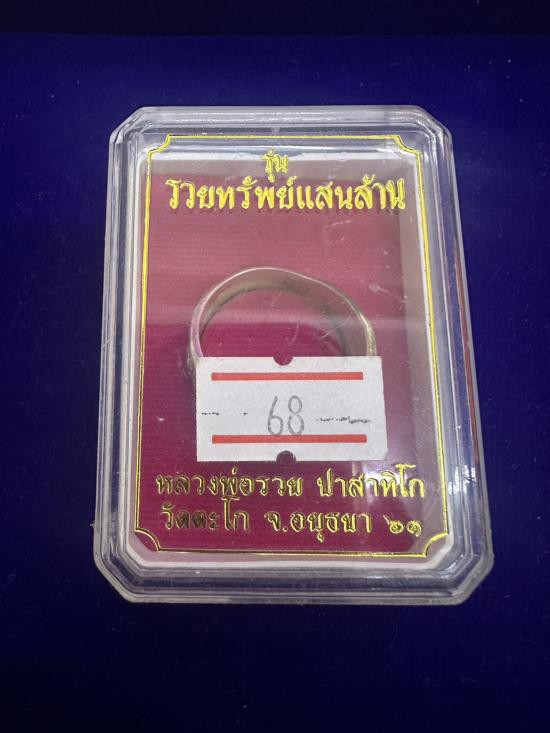 รุ่น
รวยทรัพย์แสนล้าน
68
หลวงพ่อรวย ปาสาทิโก
วัดตะโก จ.อยุธยา ๖๑